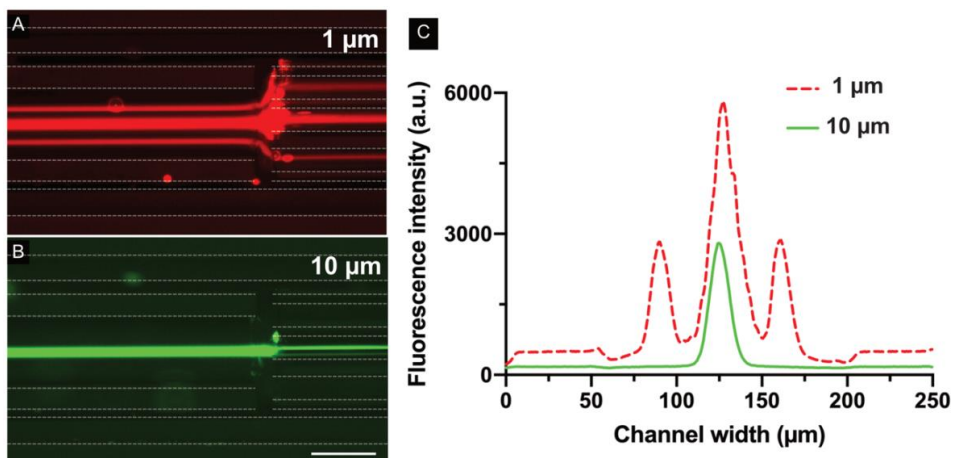 A
1 µm
B
10 µm
C
Fluorescence intensity (a.u.)
6000
3000
0
1 µm
10 µm
0 50 100 150 200 250
Channel width (µm)